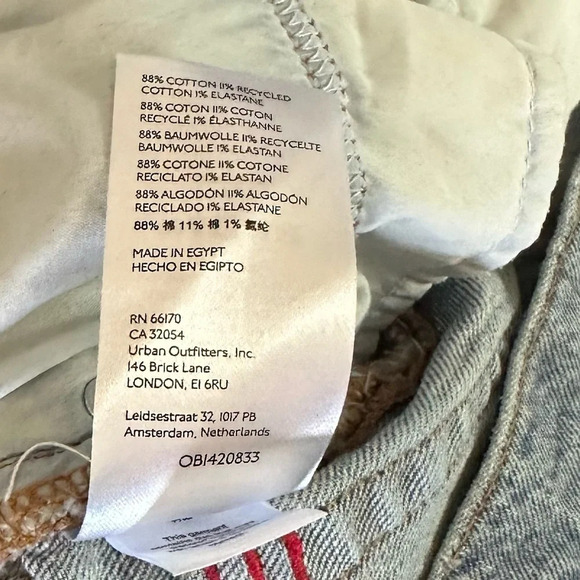 88% COTTON 11% RECYCLED
COTTON 1% ELASTANE
88% COTON 11% COTON
RECYCLÉ 1% ÉLASTHANNE
88% BAUMWOLLE 11% RECYCELTE
BAUMWOLLE 1% ELASTAN
88% COTONE 11% COTONE
RECICLATO 1% ELASTAN
88% ALGODÓN 11% ALGODÓN
RECICLADO 1% ELASTANE
88% 棉 11% 棉 1% 氨纶
MADE IN EGYPT
HECHO EN EGIPTO
RN 66170
CA 32054
Urban Outfitters, Inc.
146 Brick Lane
LONDON, E1 6RU
Leidsestraat 32, 1017 PB
Amsterdam, Netherlands
OB1420833
This garment